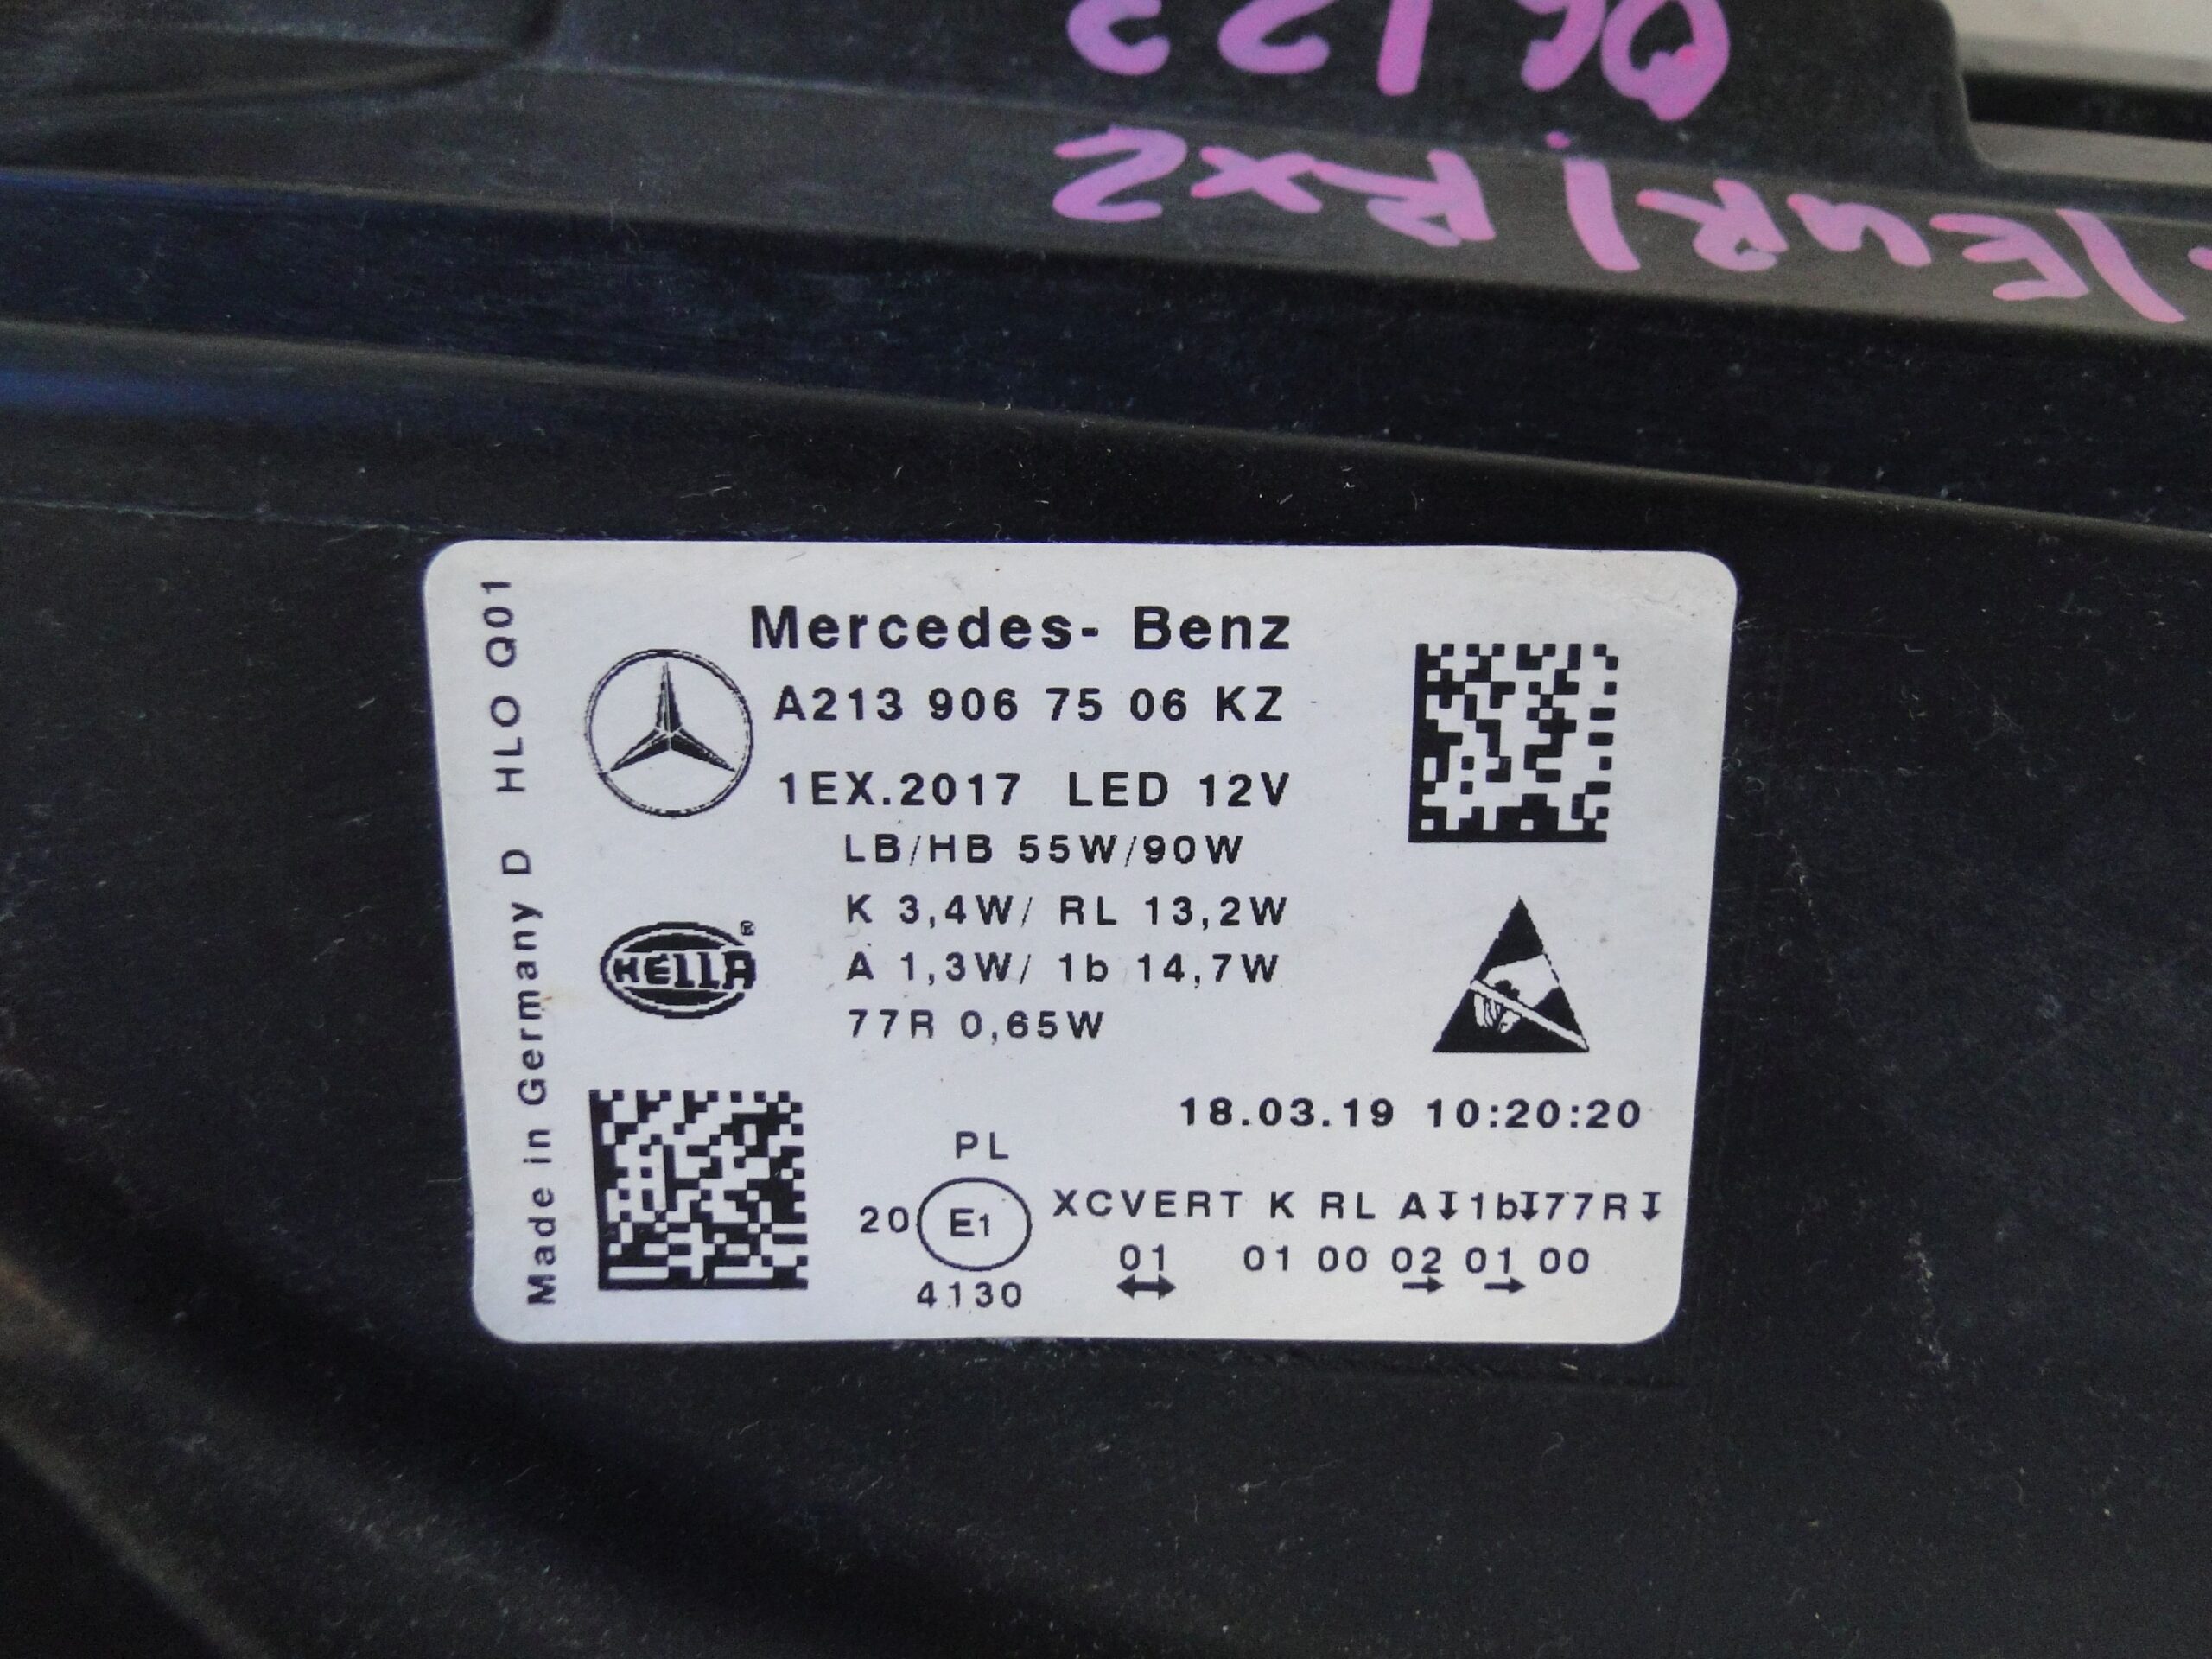 Mercedes- Benz
A213 906 75 06 KZ
1EX.2017 LED 12V
LB/HB 55W/90W
K 3,4W/ RL 13,2W
A 1,3W/ 1b 14,7W
77R 0,65W
HELLA®
Made in Germany D HLO Q01
18.03.19 10:20:20
PL
20 E1 XCVERT K RL A↧1b↧77R↧
01 01 00 02 01 00
↔ → →
4130
/EUR/RX2